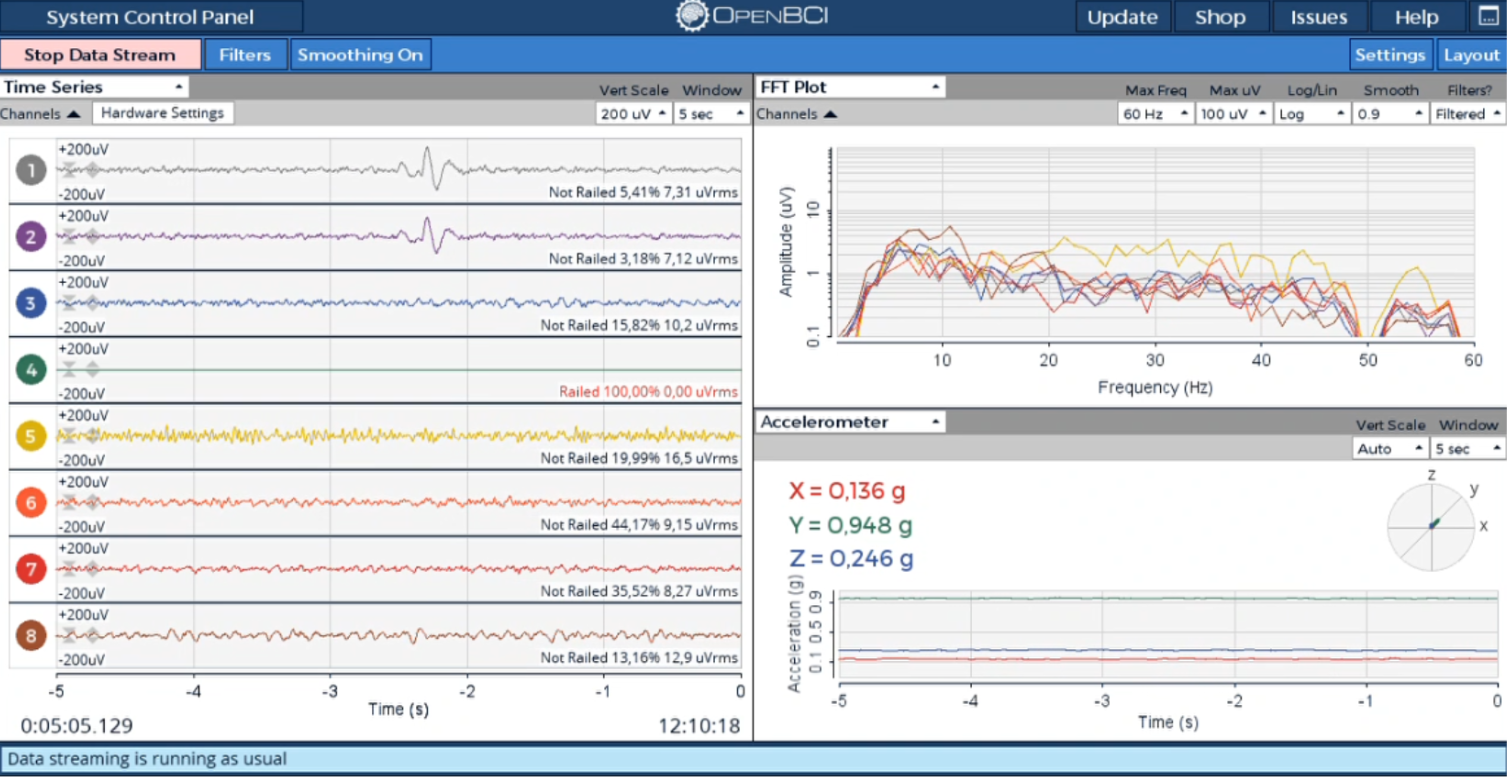 System Control Panel
OPENBCI
Update Shop Issues Help
Stop Data Stream Filters Smoothing On
Settings Layout
Time Series
Vert Scale Window
Channels Hardware Settings 200 uV 5 sec
1 +200uV
-200uV Not Railed 5,41% 7,31 uVrms
2 +200uV
-200uV Not Railed 3,18% 7,12 uVrms
3 +200uV
-200uV Not Railed 15,82% 10,2 uVrms
4 +200uV
-200uV Railed 100,00% 0,00 uVrms
5 +200uV
-200uV Not Railed 19,99% 16,5 uVrms
6 +200uV
-200uV Not Railed 44,17% 9,15 uVrms
7 +200uV
-200uV Not Railed 35,52% 8,27 uVrms
8 +200uV
-200uV Not Railed 13,16% 12,9 uVrms
-5 -4 -3 -2 -1 0
Time (s)
0:05:05.129 12:10:18
FFT Plot
Max Freq Max uV Log/Lin Smooth Filters?
Channels 60 Hz 100 uV Log 0.9 Filtered
Amplitude (uV)
10
1
0.1
10 20 30 40 50 60
Frequency (Hz)
Accelerometer
Vert Scale Window
Auto 5 sec
X = 0,136 g
Y = 0,948 g
Z = 0,246 g
z
y
x
Acceleration (g)
0.9
0.5
0.1
-5 -4 -3 -2 -1 0
Time (s)
Data streaming is running as usual